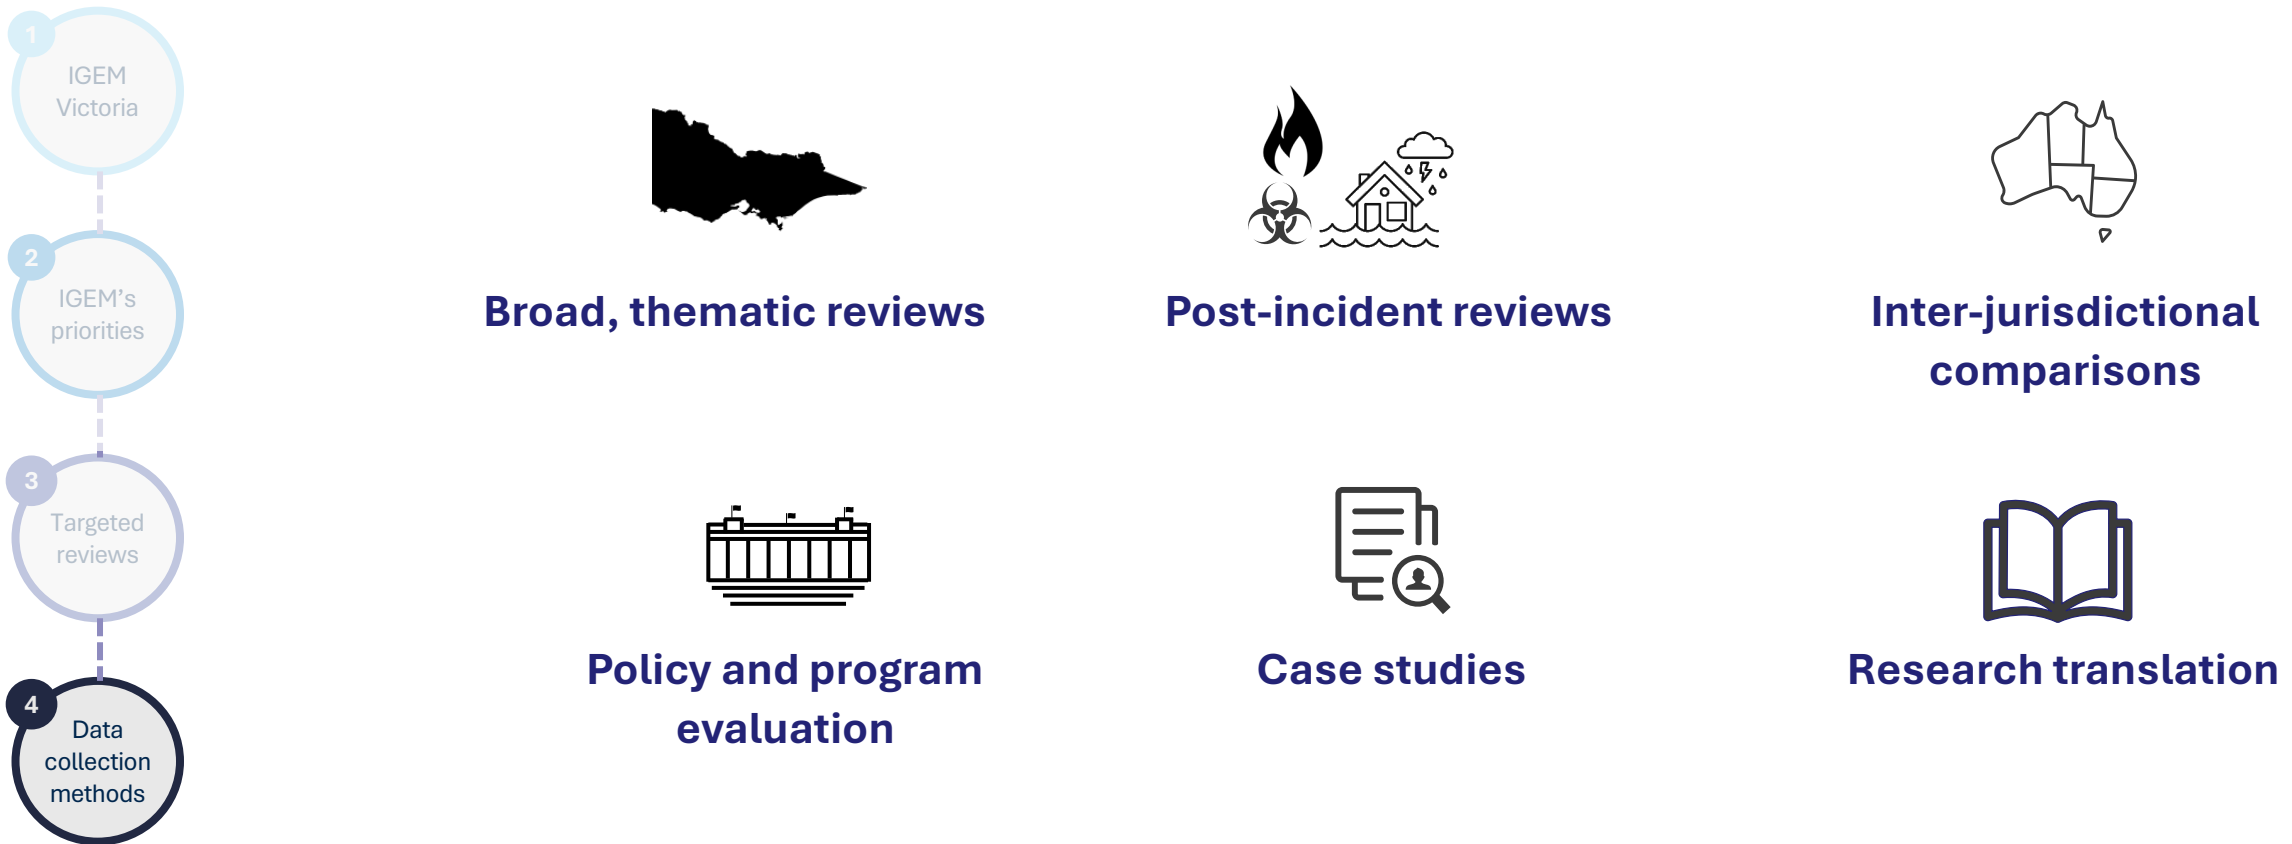 1
IGEM
Victoria
2
IGEM’s
priorities
3
Targeted
reviews
4
Data
collection
methods
Broad, thematic reviews
Post-incident reviews
Inter-jurisdictional
comparisons
Policy and program
evaluation
Case studies
Research translation